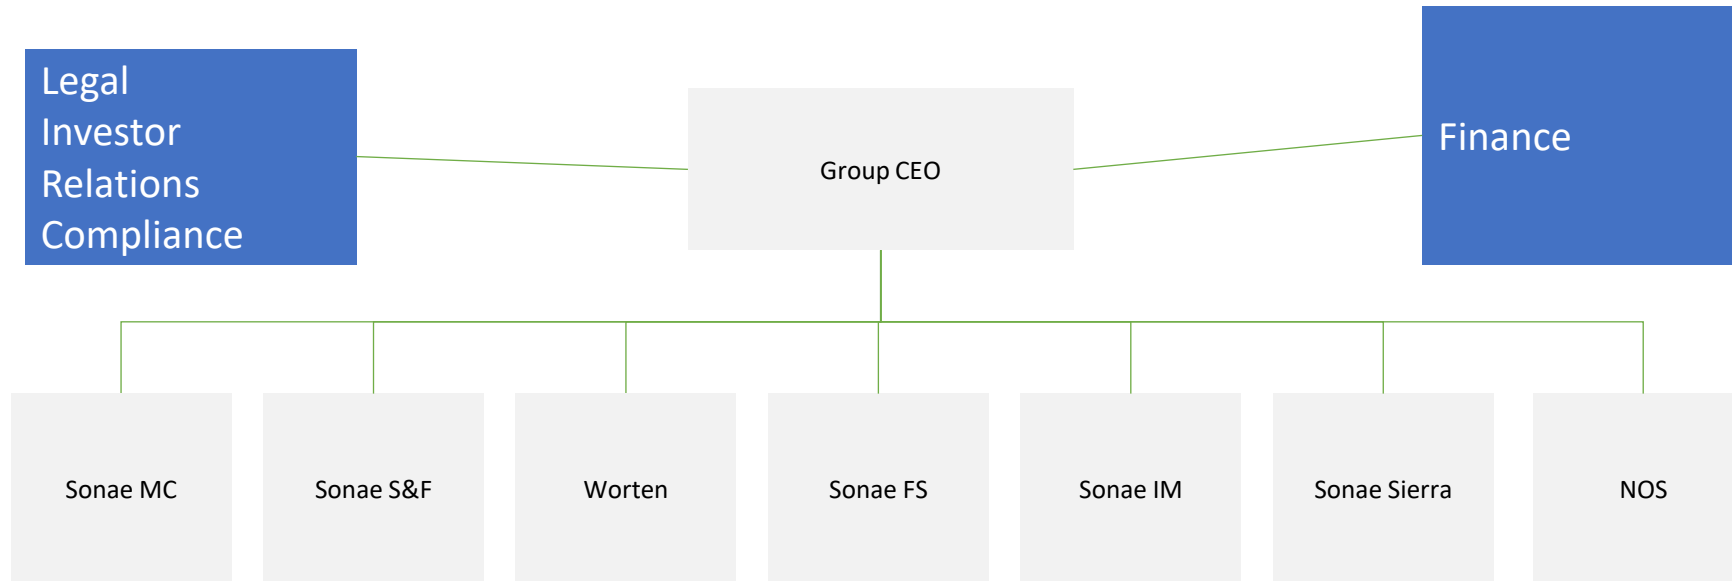 Legal
Investor
Relations
Compliance
Group CEO
Finance
Sonae MC
Sonae S&F
Worten
Sonae FS
Sonae IM
Sonae Sierra
NOS